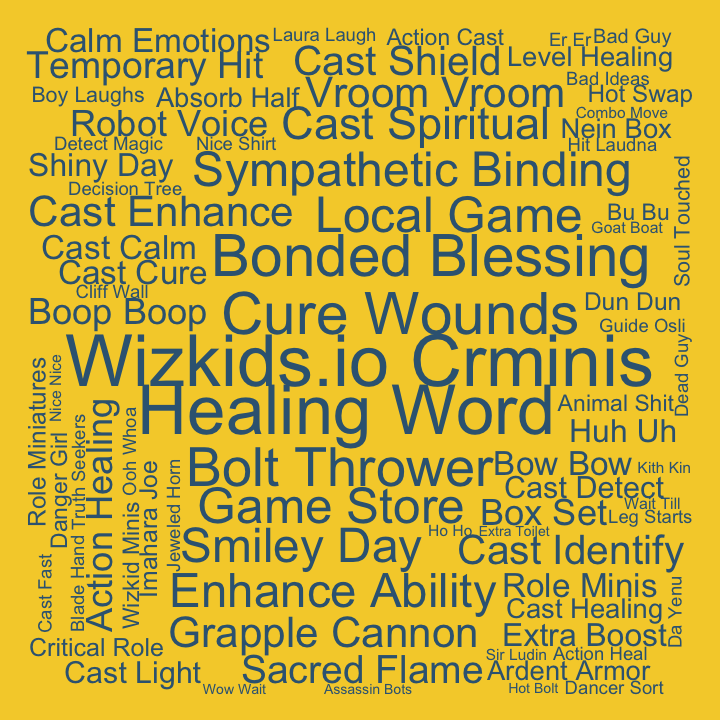 Calm Emotions
Laura Laugh
Action Cast
Er Er
Bad Guy
Temporary Hit
Cast Shield
Level Healing
Bad Ideas
Boy Laughs
Absorb Half
Vroom Vroom
Hot Swap
Combo Move
Robot Voice
Cast Spiritual
Nein Box
Detect Magic
Nice Shirt
Hit Laudna
Shiny Day
Sympathetic Binding
Soul Touched
Decision Tree
Cast Enhance
Local Game
Bu Bu
Goat Boat
Cast Calm
Bonded Blessing
Cast Cure
Cliff Wall
Boop Boop
Cure Wounds
Dun Dun
Guide Osli
Wizkids.io Crminis
Dead Guy
Role Miniatures
Nice Nice
Healing Word
Animal Shit
Huh Uh
Danger Girl
Blade Hand Truth Seekers
Action Healing
Ooh Whoa
Bolt Thrower
Bow Bow
Kith Kin
Wizkid Minis
Imahara Joe
Jeweled Horn
Cast Detect
Game Store
Box Set
Wait Till
Leg Starts
Ho Ho
Extra Toilet
Smiley Day
Cast Identify
Cast Fast
Enhance Ability
Role Minis
Da Yenu
Cast Healing
Grapple Cannon
Extra Boost
Critical Role
Sir Ludin
Action Heal
Cast Light
Sacred Flame
Ardent Armor
Wow Wait
Assassin Bots
Hot Bolt
Dancer Sort